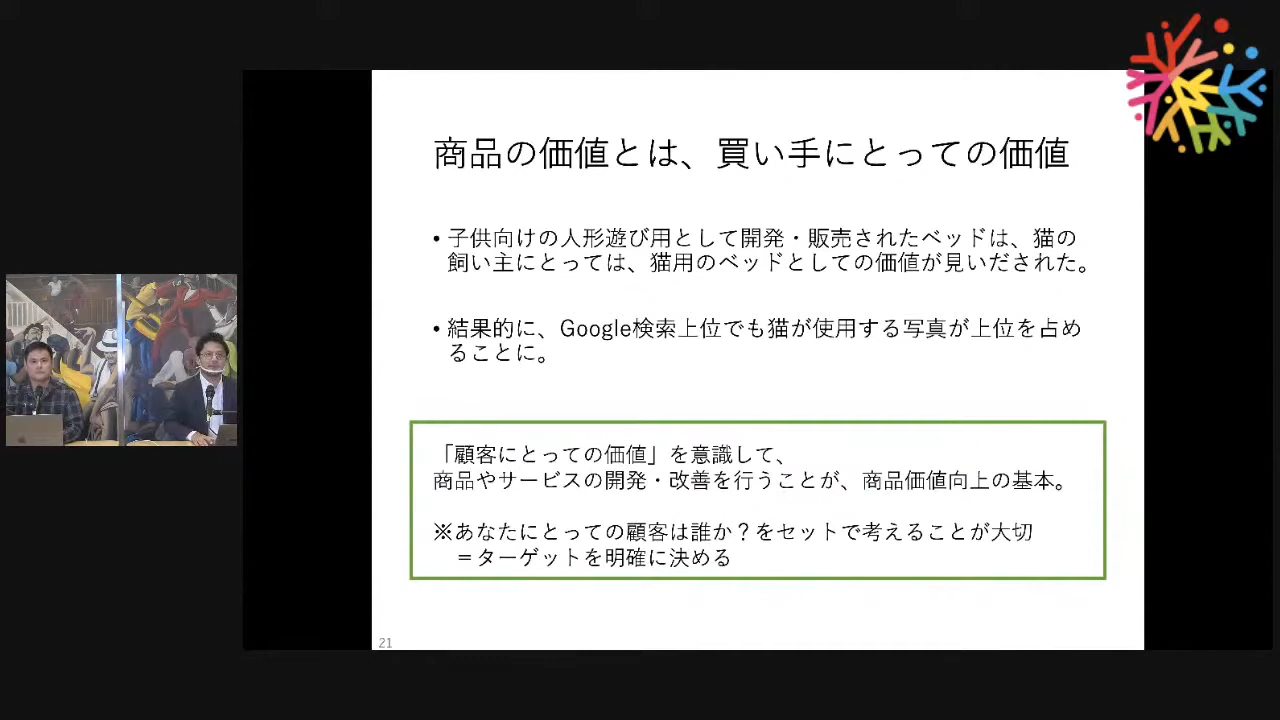 商品の価値とは、買い手にとっての価値
• 子供向けの人形遊び用として開発・販売されたベッドは、猫の
飼い主にとっては、猫用のベッドとしての価値が見いだされた。
• 結果的に、Google検索上位でも猫が使用する写真が上位を占め
ることに。
「顧客にとっての価値」を意識して、
商品やサービスの開発・改善を行うことが、商品価値向上の基本。
※あなたにとっての顧客は誰か？をセットで考えることが大切
＝ターゲットを明確に決める
21